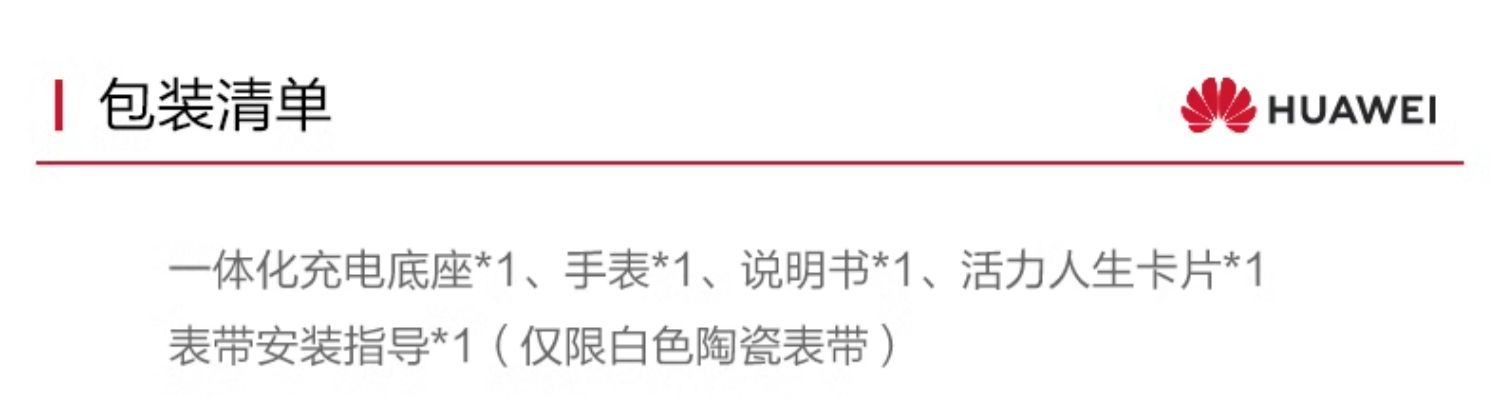 包装清单
HUAWEI
一体化充电底座*1、手表*1、说明书*1、活力人生卡片*1
表带安装指导*1（仅限白色陶瓷表带）